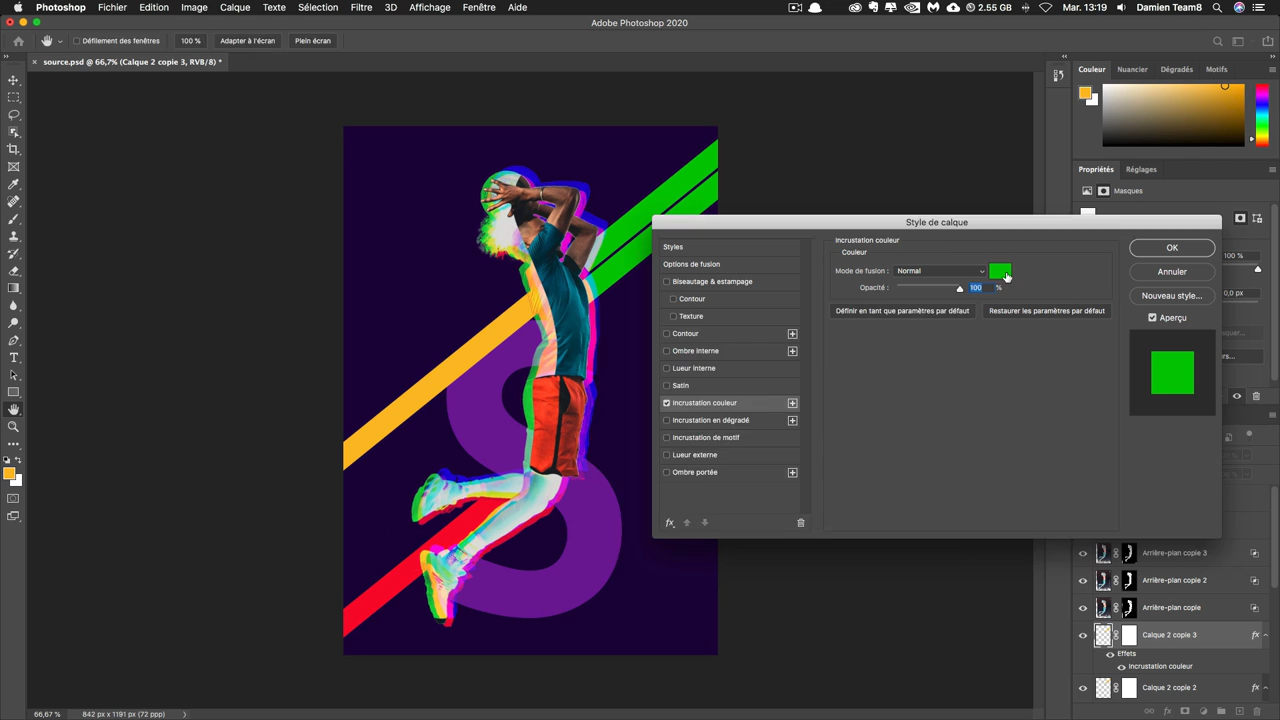 Photoshop Fichier Edition Image Calque Texte Sélection Filtre 3D Affichage Fenêtre Aide 2.55 GB Mar. 13:19 Damien Team8
Adobe Photoshop 2020
Défilement des fenêtres 100 % Adapter à l'écran Plein écran
source.psd @ 66,7% (Calque 2 copie 3, RVB/8) *
Couleur Nuancier Dégradés Motifs
Propriétés Réglages
Masques
Style de calque
Styles
Options de fusion
Biseautage & estampage
Contour
Texture
Contour
Ombre interne
Lueur interne
Satin
Incrustation couleur
Incrustation en dégradé
Incrustation de motif
Lueur externe
Ombre portée
fx
Incrustation couleur
Couleur
Mode de fusion : Normal
Opacité : 100 %
Définir en tant que paramètres par défaut Restaurer les paramètres par défaut
OK
Annuler
Nouveau style...
Aperçu
100 %
0,0 px
S
Arrière-plan copie 3
Arrière-plan copie 2
Arrière-plan copie
Calque 2 copie 3 fx
Effets
Incrustation couleur
Calque 2 copie 2 fx
66,67 % 842 px x 1191 px (72 ppp)